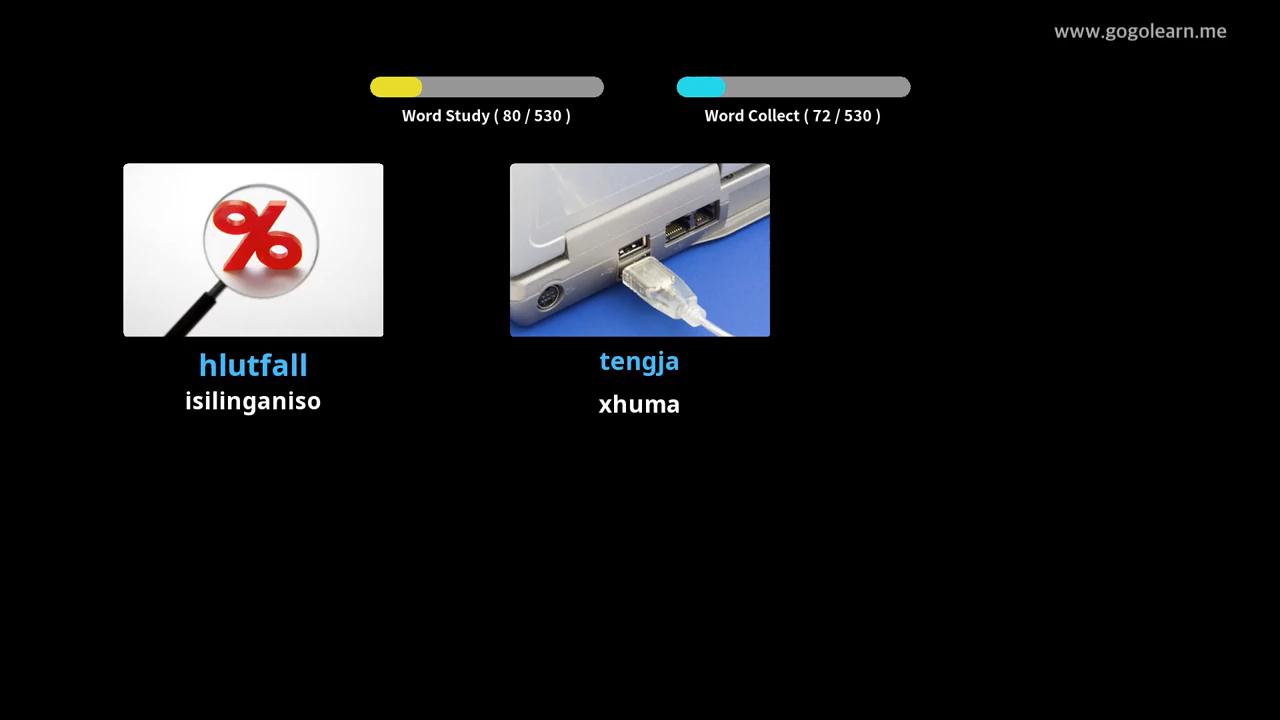 www.gogolearn.me
Word Study ( 80 / 530 )
Word Collect ( 72 / 530 )
%
hlutfall
isilinganiso
tengja
xhuma